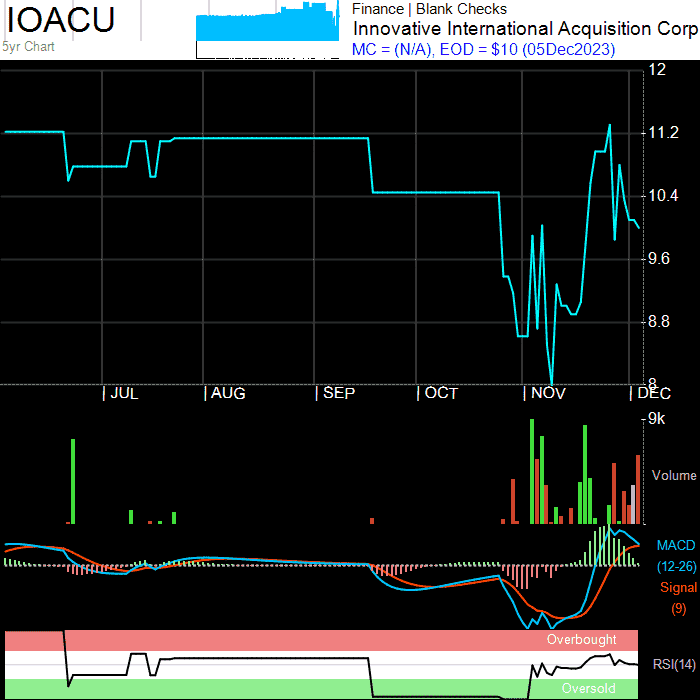 IOACU
5yr Chart
Finance | Blank Checks
Innovative International Acquisition Corp
MC = (N/A), EOD = $10 (05Dec2023)
12
11.2
10.4
9.6
8.8
8
JUL
AUG
SEP
OCT
NOV
DEC
9k
Volume
MACD
(12-26)
Signal
(9)
Overbought
RSI(14)
Oversold